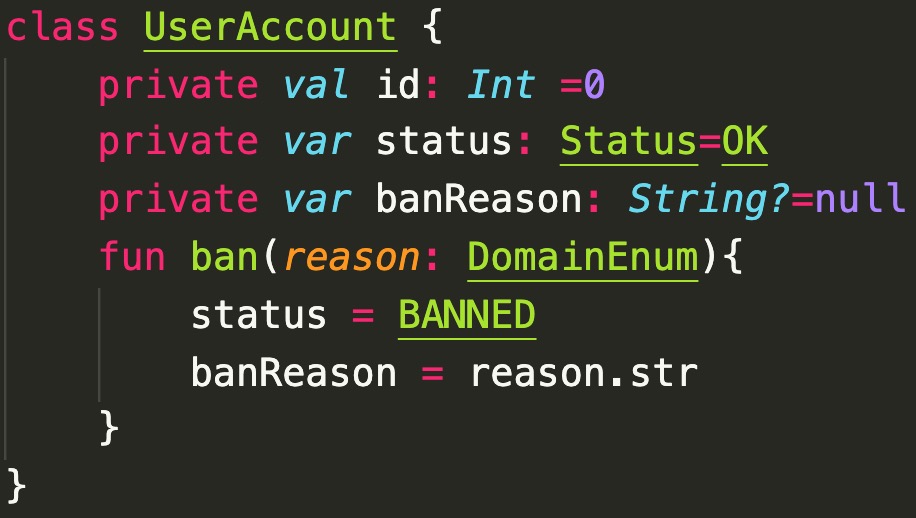 class UserAccount {
    private val id: Int =0
    private var status: Status=OK
    private var banReason: String?=null
    fun ban(reason: DomainEnum){
        status = BANNED
        banReason = reason.str
    }
}